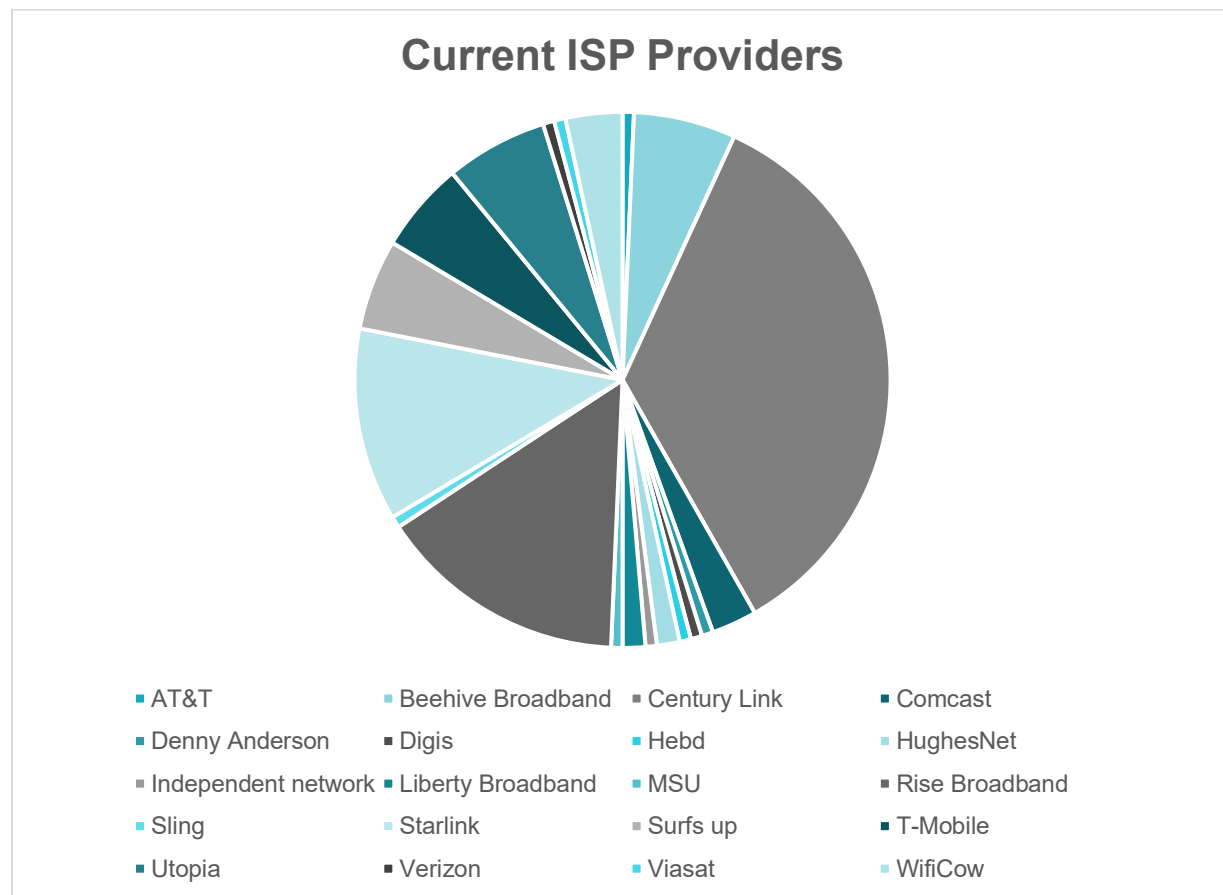 Current ISP Providers
AT&T Beehive Broadband Century Link Comcast
Denny Anderson Digis Hebd HughesNet
Independent network Liberty Broadband MSU Rise Broadband
Sling Starlink Surfs up T-Mobile
Utopia Verizon Viasat WifiCow